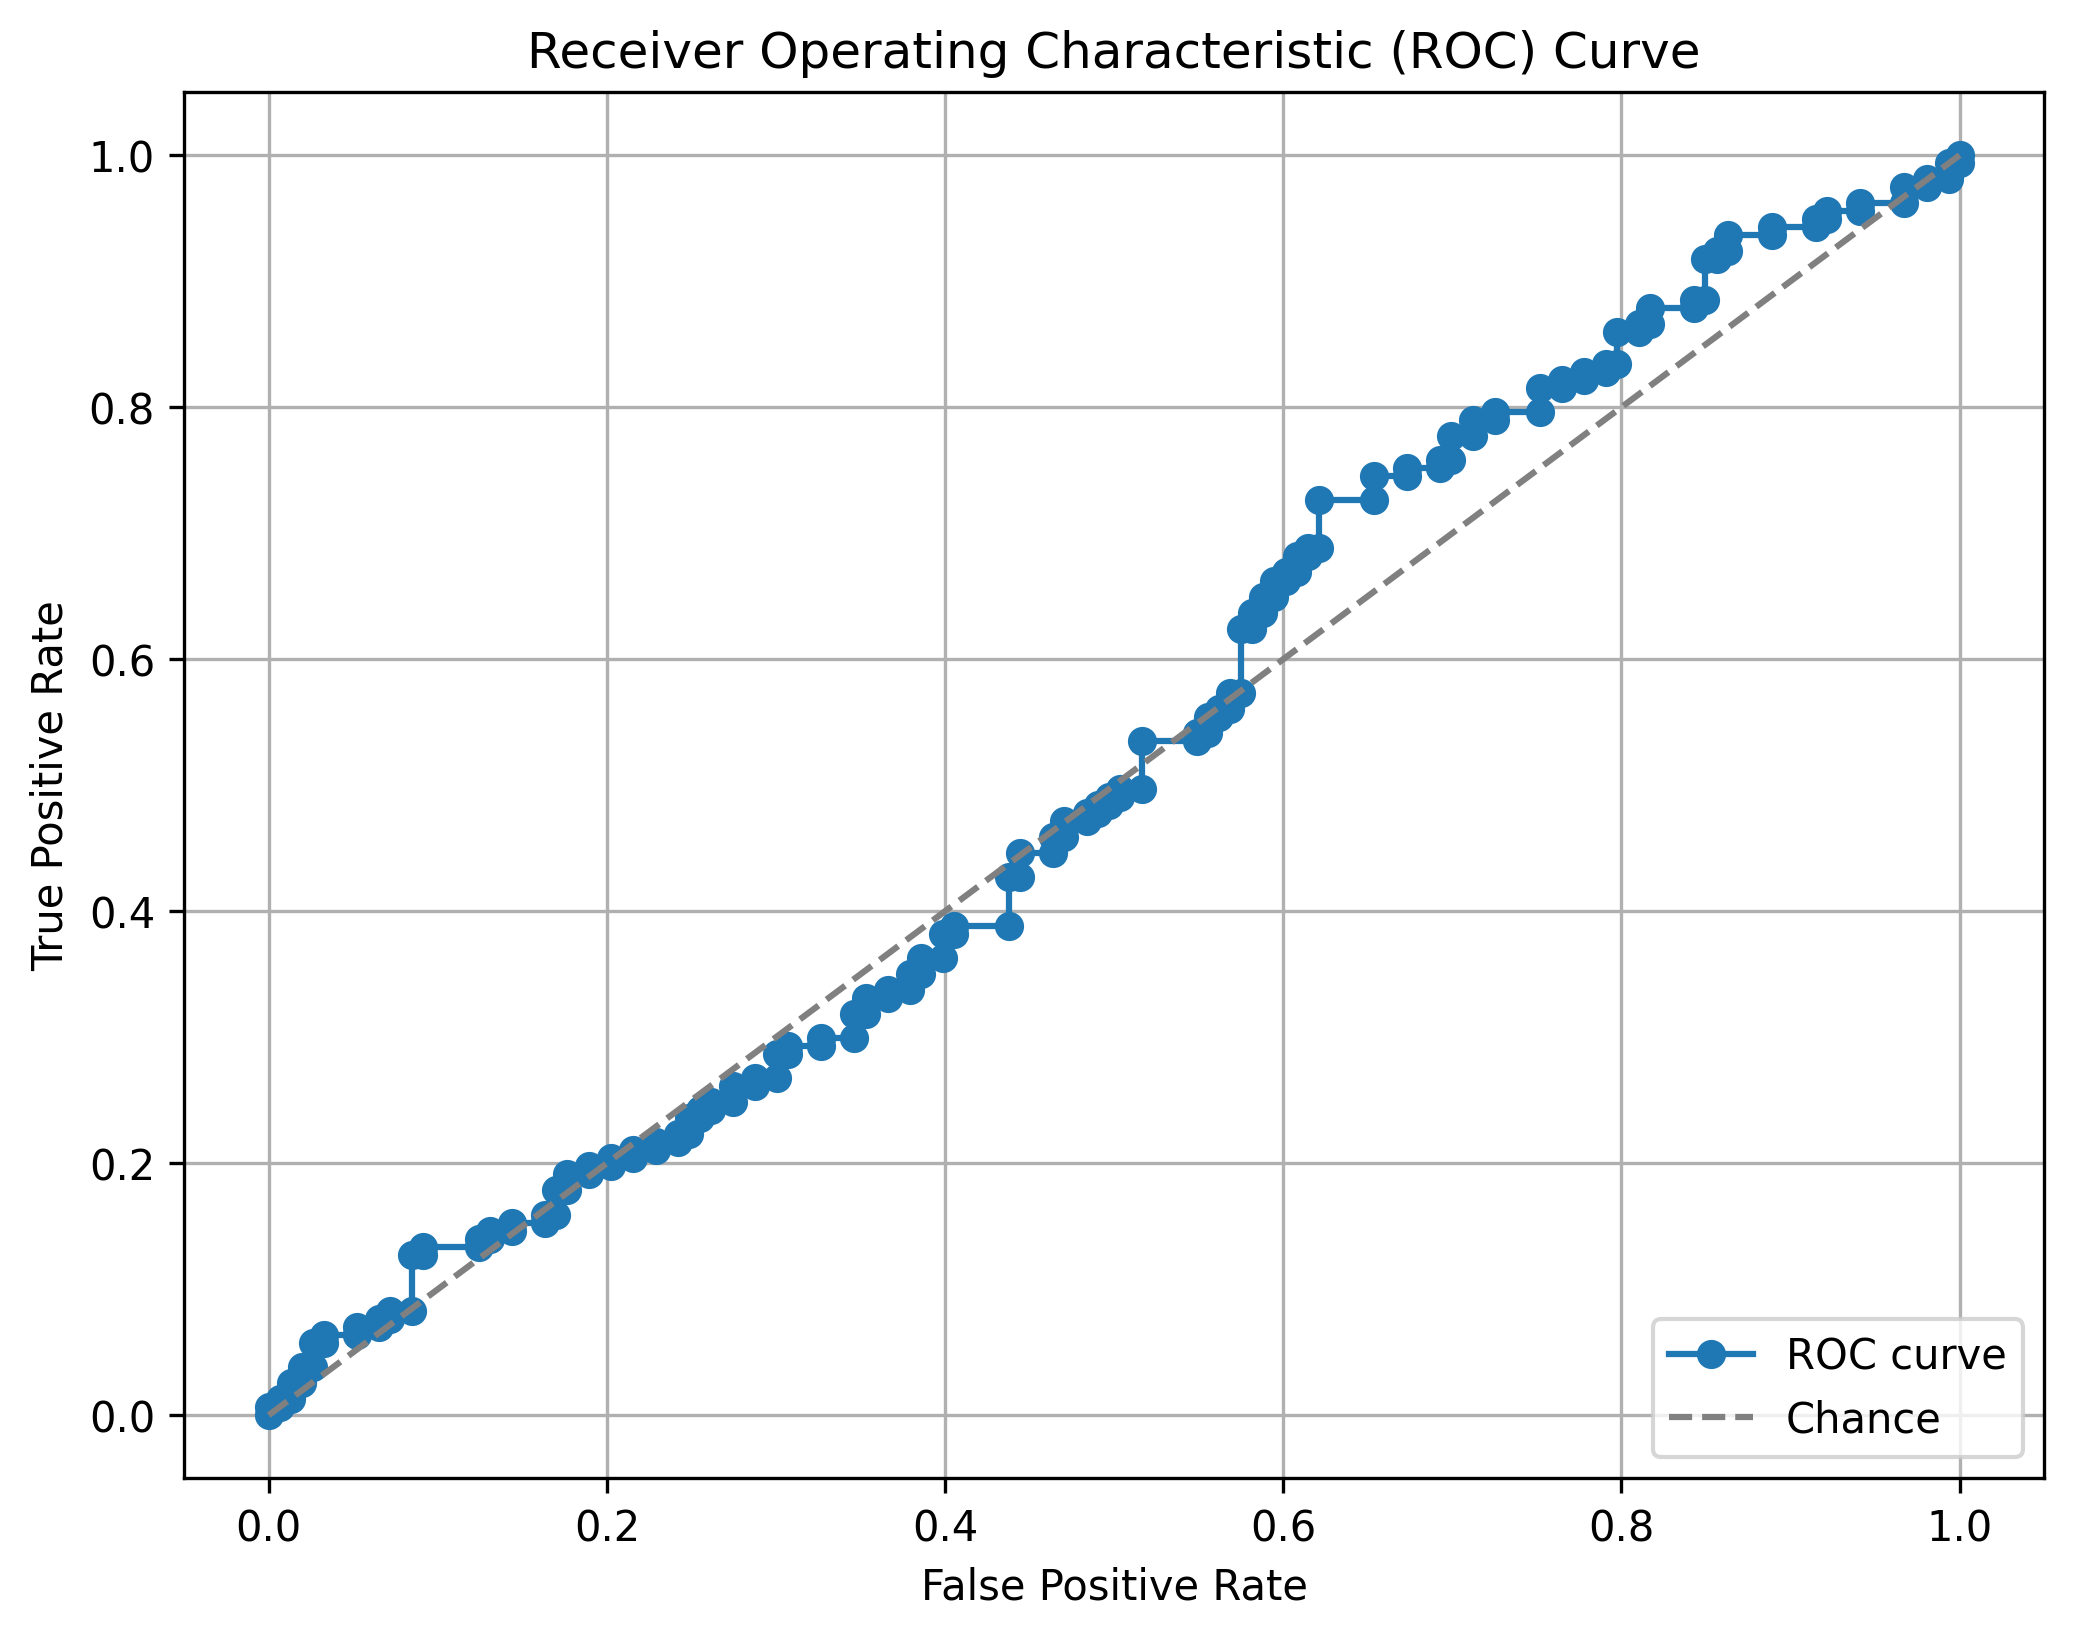 Receiver Operating Characteristic (ROC) Curve
True Positive Rate
1.0
0.8
0.6
0.4
0.2
0.0
ROC curve
Chance
0.0 0.2 0.4 0.6 0.8 1.0
False Positive Rate